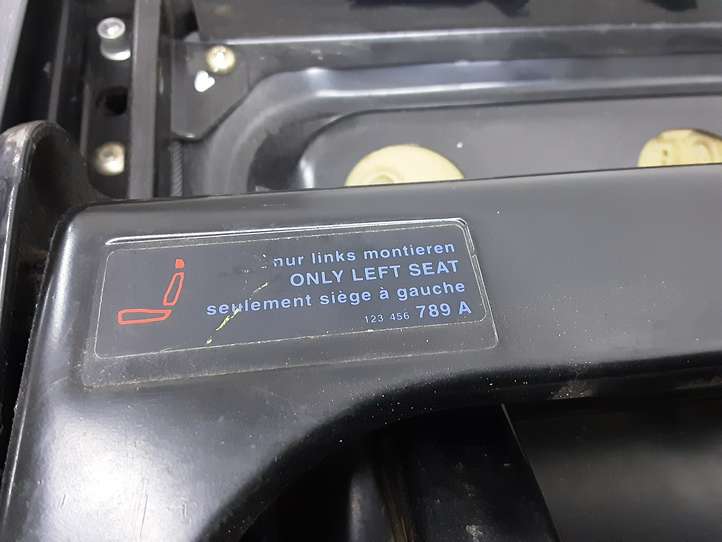 nur links montieren
ONLY LEFT SEAT
seulement siège à gauche
123 456 789 A